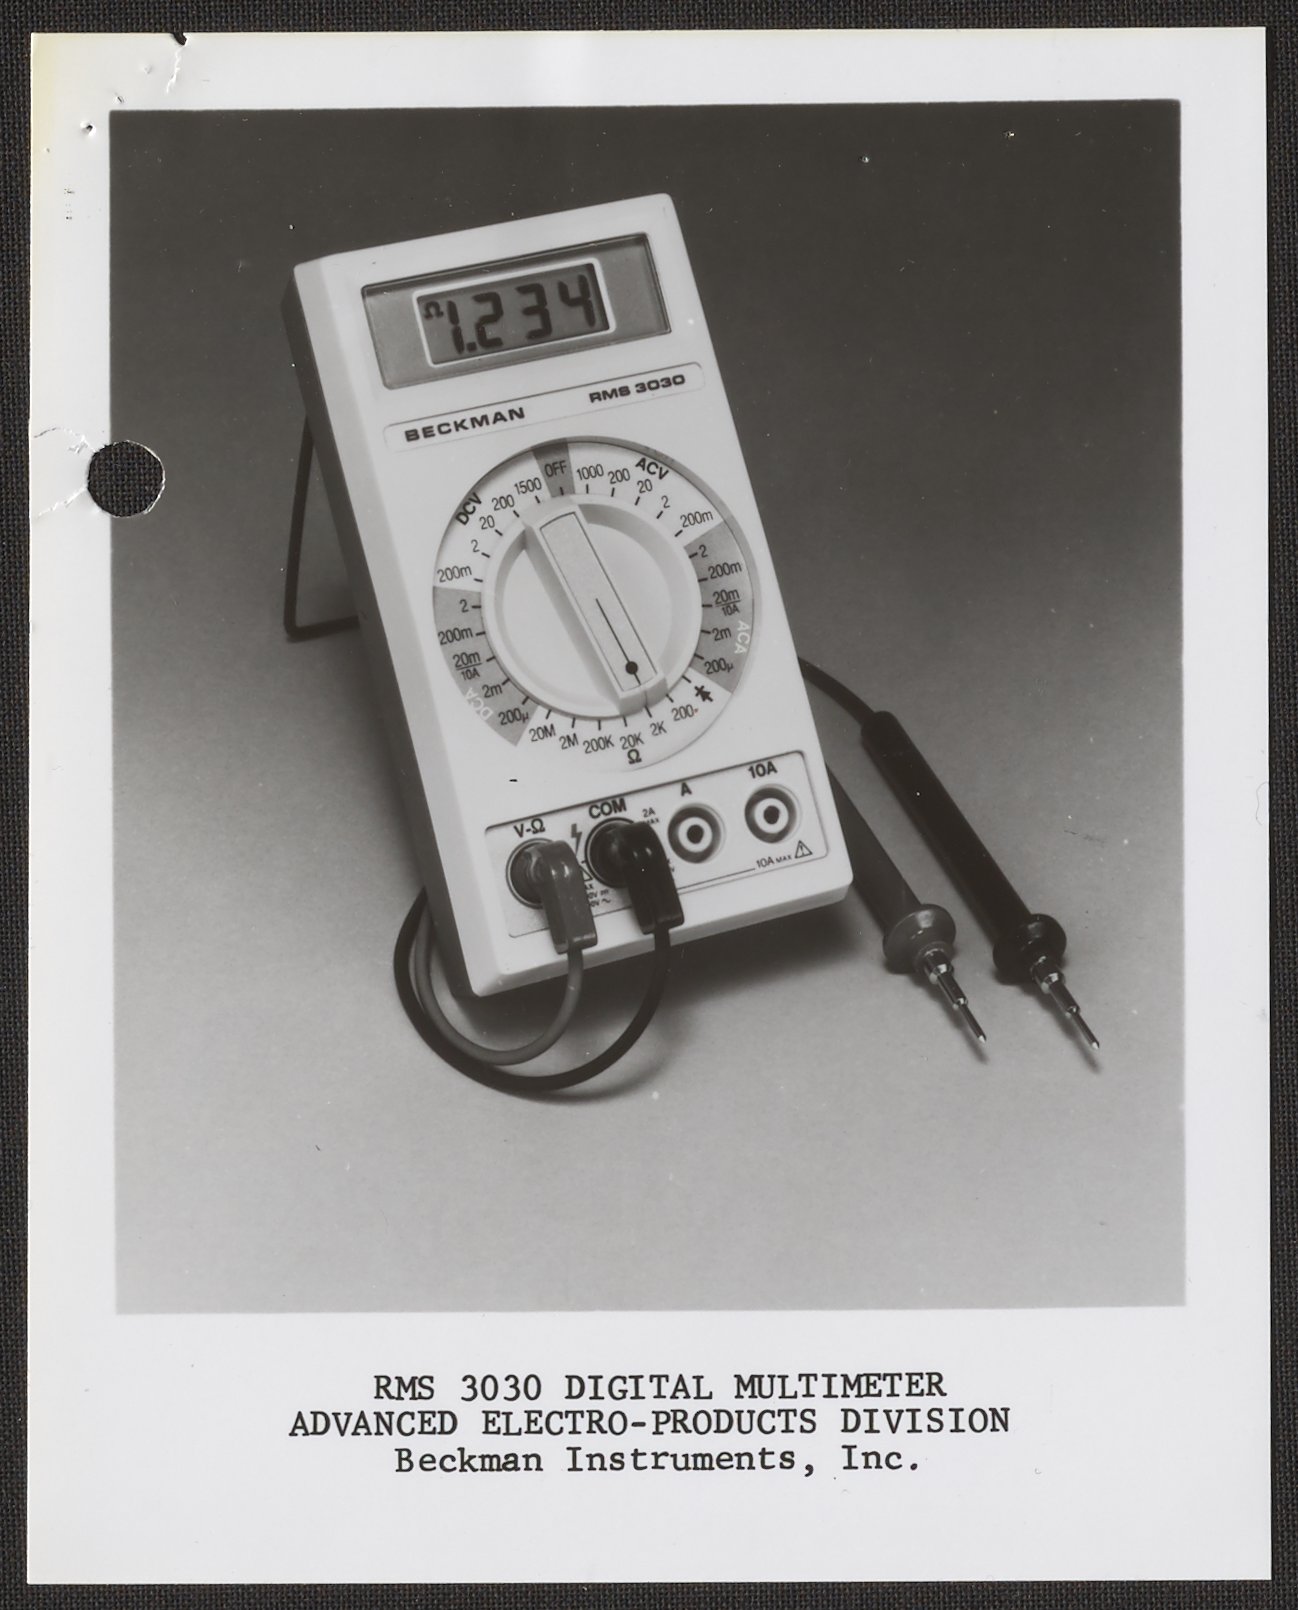 Ω 1.234
BECKMAN RMS 3030
OFF
DCV
1500
200
20
2
200m
2
200m
20m
10A
2m
200µ
DCA
20M
2M
200K
20K
2K
200
Ω
ACV
1000
200
20
2
200m
2
200m
20m
10A
2m
200µ
ACA
V-Ω
COM
2A
MAX
A
10A
10A MAX
RMS 3030 DIGITAL MULTIMETER
ADVANCED ELECTRO-PRODUCTS DIVISION
Beckman Instruments, Inc.